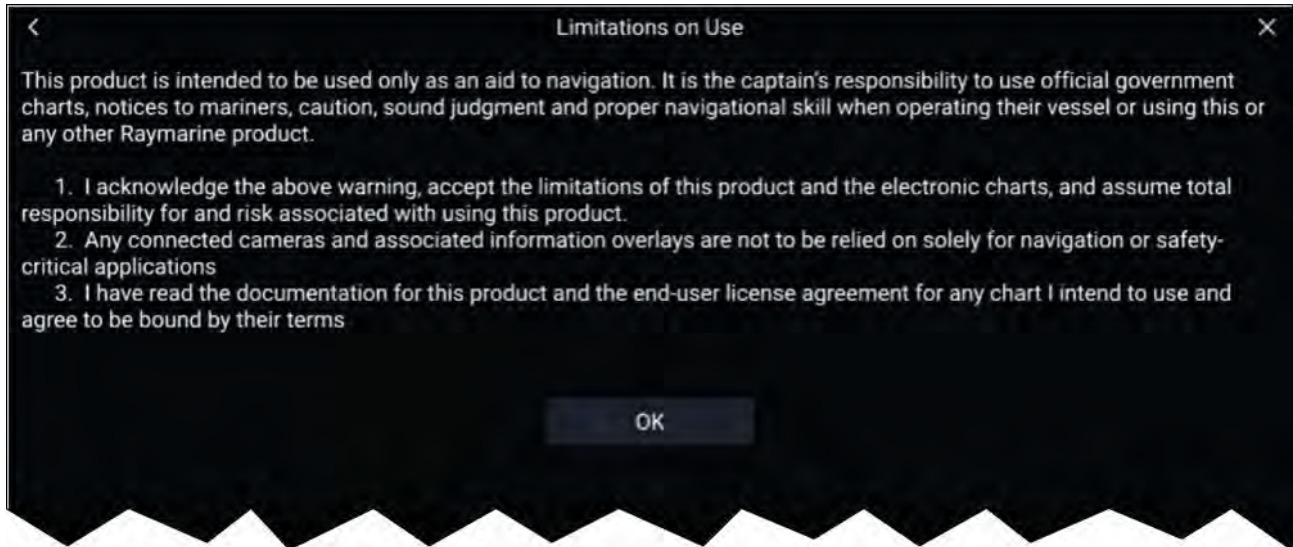 Limitations on Use
This product is intended to be used only as an aid to navigation. It is the captain's responsibility to use official government
charts, notices to mariners, caution, sound judgment and proper navigational skill when operating their vessel or using this or
any other Raymarine product.
1. I acknowledge the above warning, accept the limitations of this product and the electronic charts, and assume total
responsibility for and risk associated with using this product.
2. Any connected cameras and associated information overlays are not to be relied on solely for navigation or safety-
critical applications
3. I have read the documentation for this product and the end-user license agreement for any chart I intend to use and
agree to be bound by their terms
OK